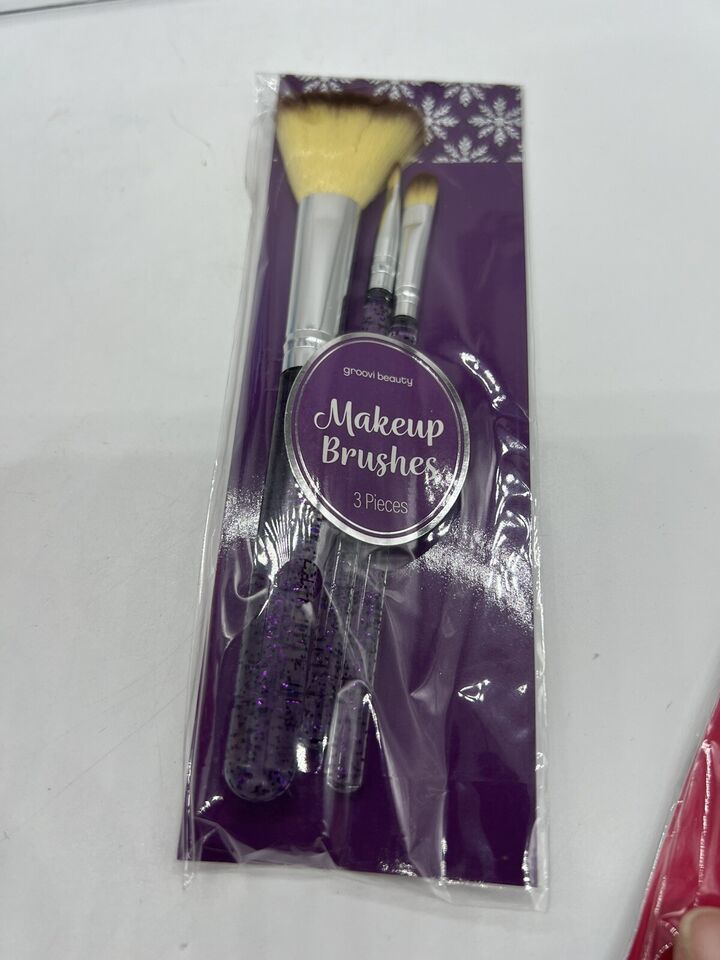 groovi beauty
Makeup
Brushes
3 Pieces